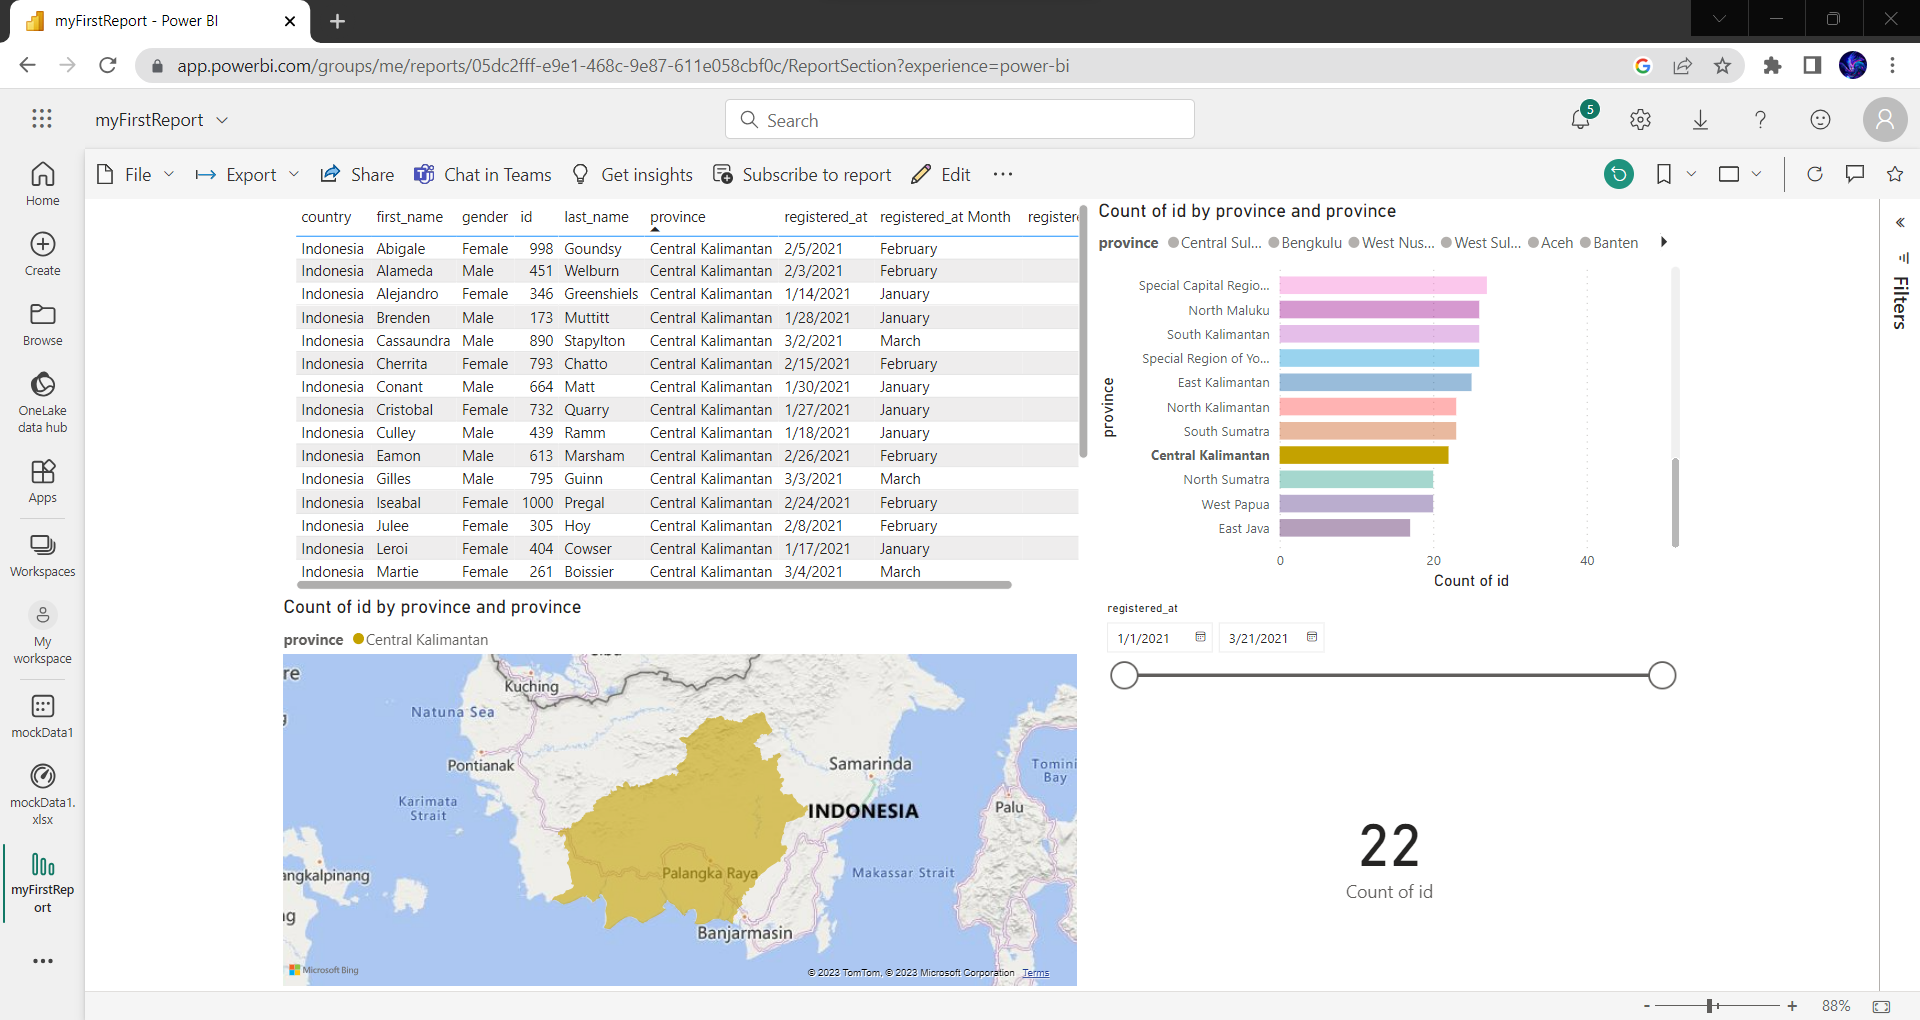 myFirstReport - Power BI
app.powerbi.com/groups/me/reports/05dc2fff-e9e1-468c-9e87-611e058cbf0c/ReportSection?experience=power-bi
myFirstReport
Search
5
File Export Share Chat in Teams Get insights Subscribe to report Edit
Home
Create
Browse
OneLake
data hub
Apps
Workspaces
My
workspace
mockData1
mockData1.
xlsx
myFirstRep
ort
country first_name gender id last_name province registered_at registered_at Month registere
Indonesia Abigale Female 998 Goundsy Central Kalimantan 2/5/2021 February
Indonesia Alameda Male 451 Welburn Central Kalimantan 2/3/2021 February
Indonesia Alejandro Female 346 Greenshiels Central Kalimantan 1/14/2021 January
Indonesia Brenden Male 173 Muttitt Central Kalimantan 1/28/2021 January
Indonesia Cassaundra Male 890 Stapylton Central Kalimantan 3/2/2021 March
Indonesia Cherrita Female 793 Chatto Central Kalimantan 2/15/2021 February
Indonesia Conant Male 664 Matt Central Kalimantan 1/30/2021 January
Indonesia Cristobal Female 732 Quarry Central Kalimantan 1/27/2021 January
Indonesia Culley Male 439 Ramm Central Kalimantan 1/18/2021 January
Indonesia Eamon Male 613 Marsham Central Kalimantan 2/26/2021 February
Indonesia Gilles Male 795 Guinn Central Kalimantan 3/3/2021 March
Indonesia Iseabal Female 1000 Pregal Central Kalimantan 2/24/2021 February
Indonesia Julee Female 305 Hoy Central Kalimantan 2/8/2021 February
Indonesia Leroi Female 404 Cowser Central Kalimantan 1/17/2021 January
Indonesia Martie Female 261 Boissier Central Kalimantan 3/4/2021 March
Count of id by province and province
province Central Sul... Bengkulu West Nus... West Sul... Aceh Banten
province
Special Capital Regio...
North Maluku
South Kalimantan
Special Region of Yo...
East Kalimantan
North Kalimantan
South Sumatra
Central Kalimantan
North Sumatra
West Papua
East Java
0 20 40
Count of id
Filters
Count of id by province and province
province Central Kalimantan
re
Kuching
Natuna Sea
Pontianak
Samarinda
Tomini
Bay
Karimata
Strait
INDONESIA
Palu
angkalpinang
Palangka Raya
Makassar Strait
ng
Banjarmasin
Microsoft Bing
© 2023 TomTom, © 2023 Microsoft Corporation Terms
registered_at
1/1/2021 3/21/2021
22
Count of id
- + 88%